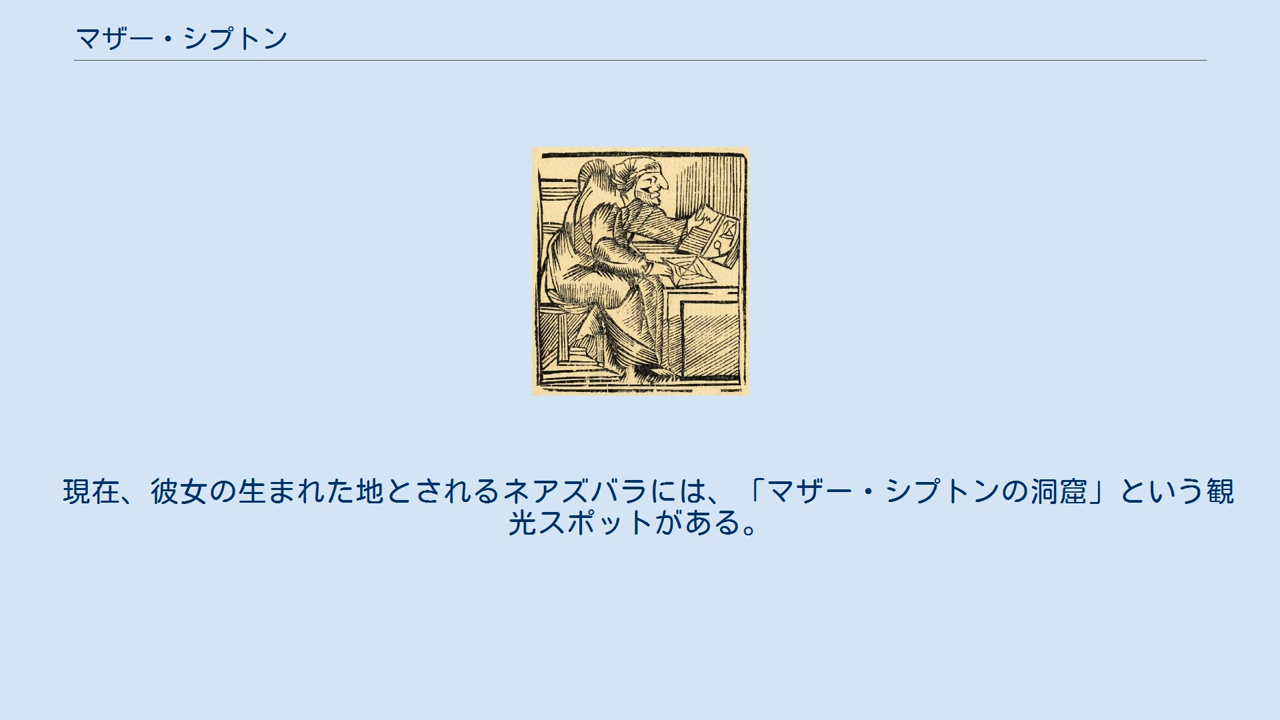 マザー・シプトン
現在、彼女の生まれた地とされるネアズバラには、「マザー・シプトンの洞窟」という観
光スポットがある。